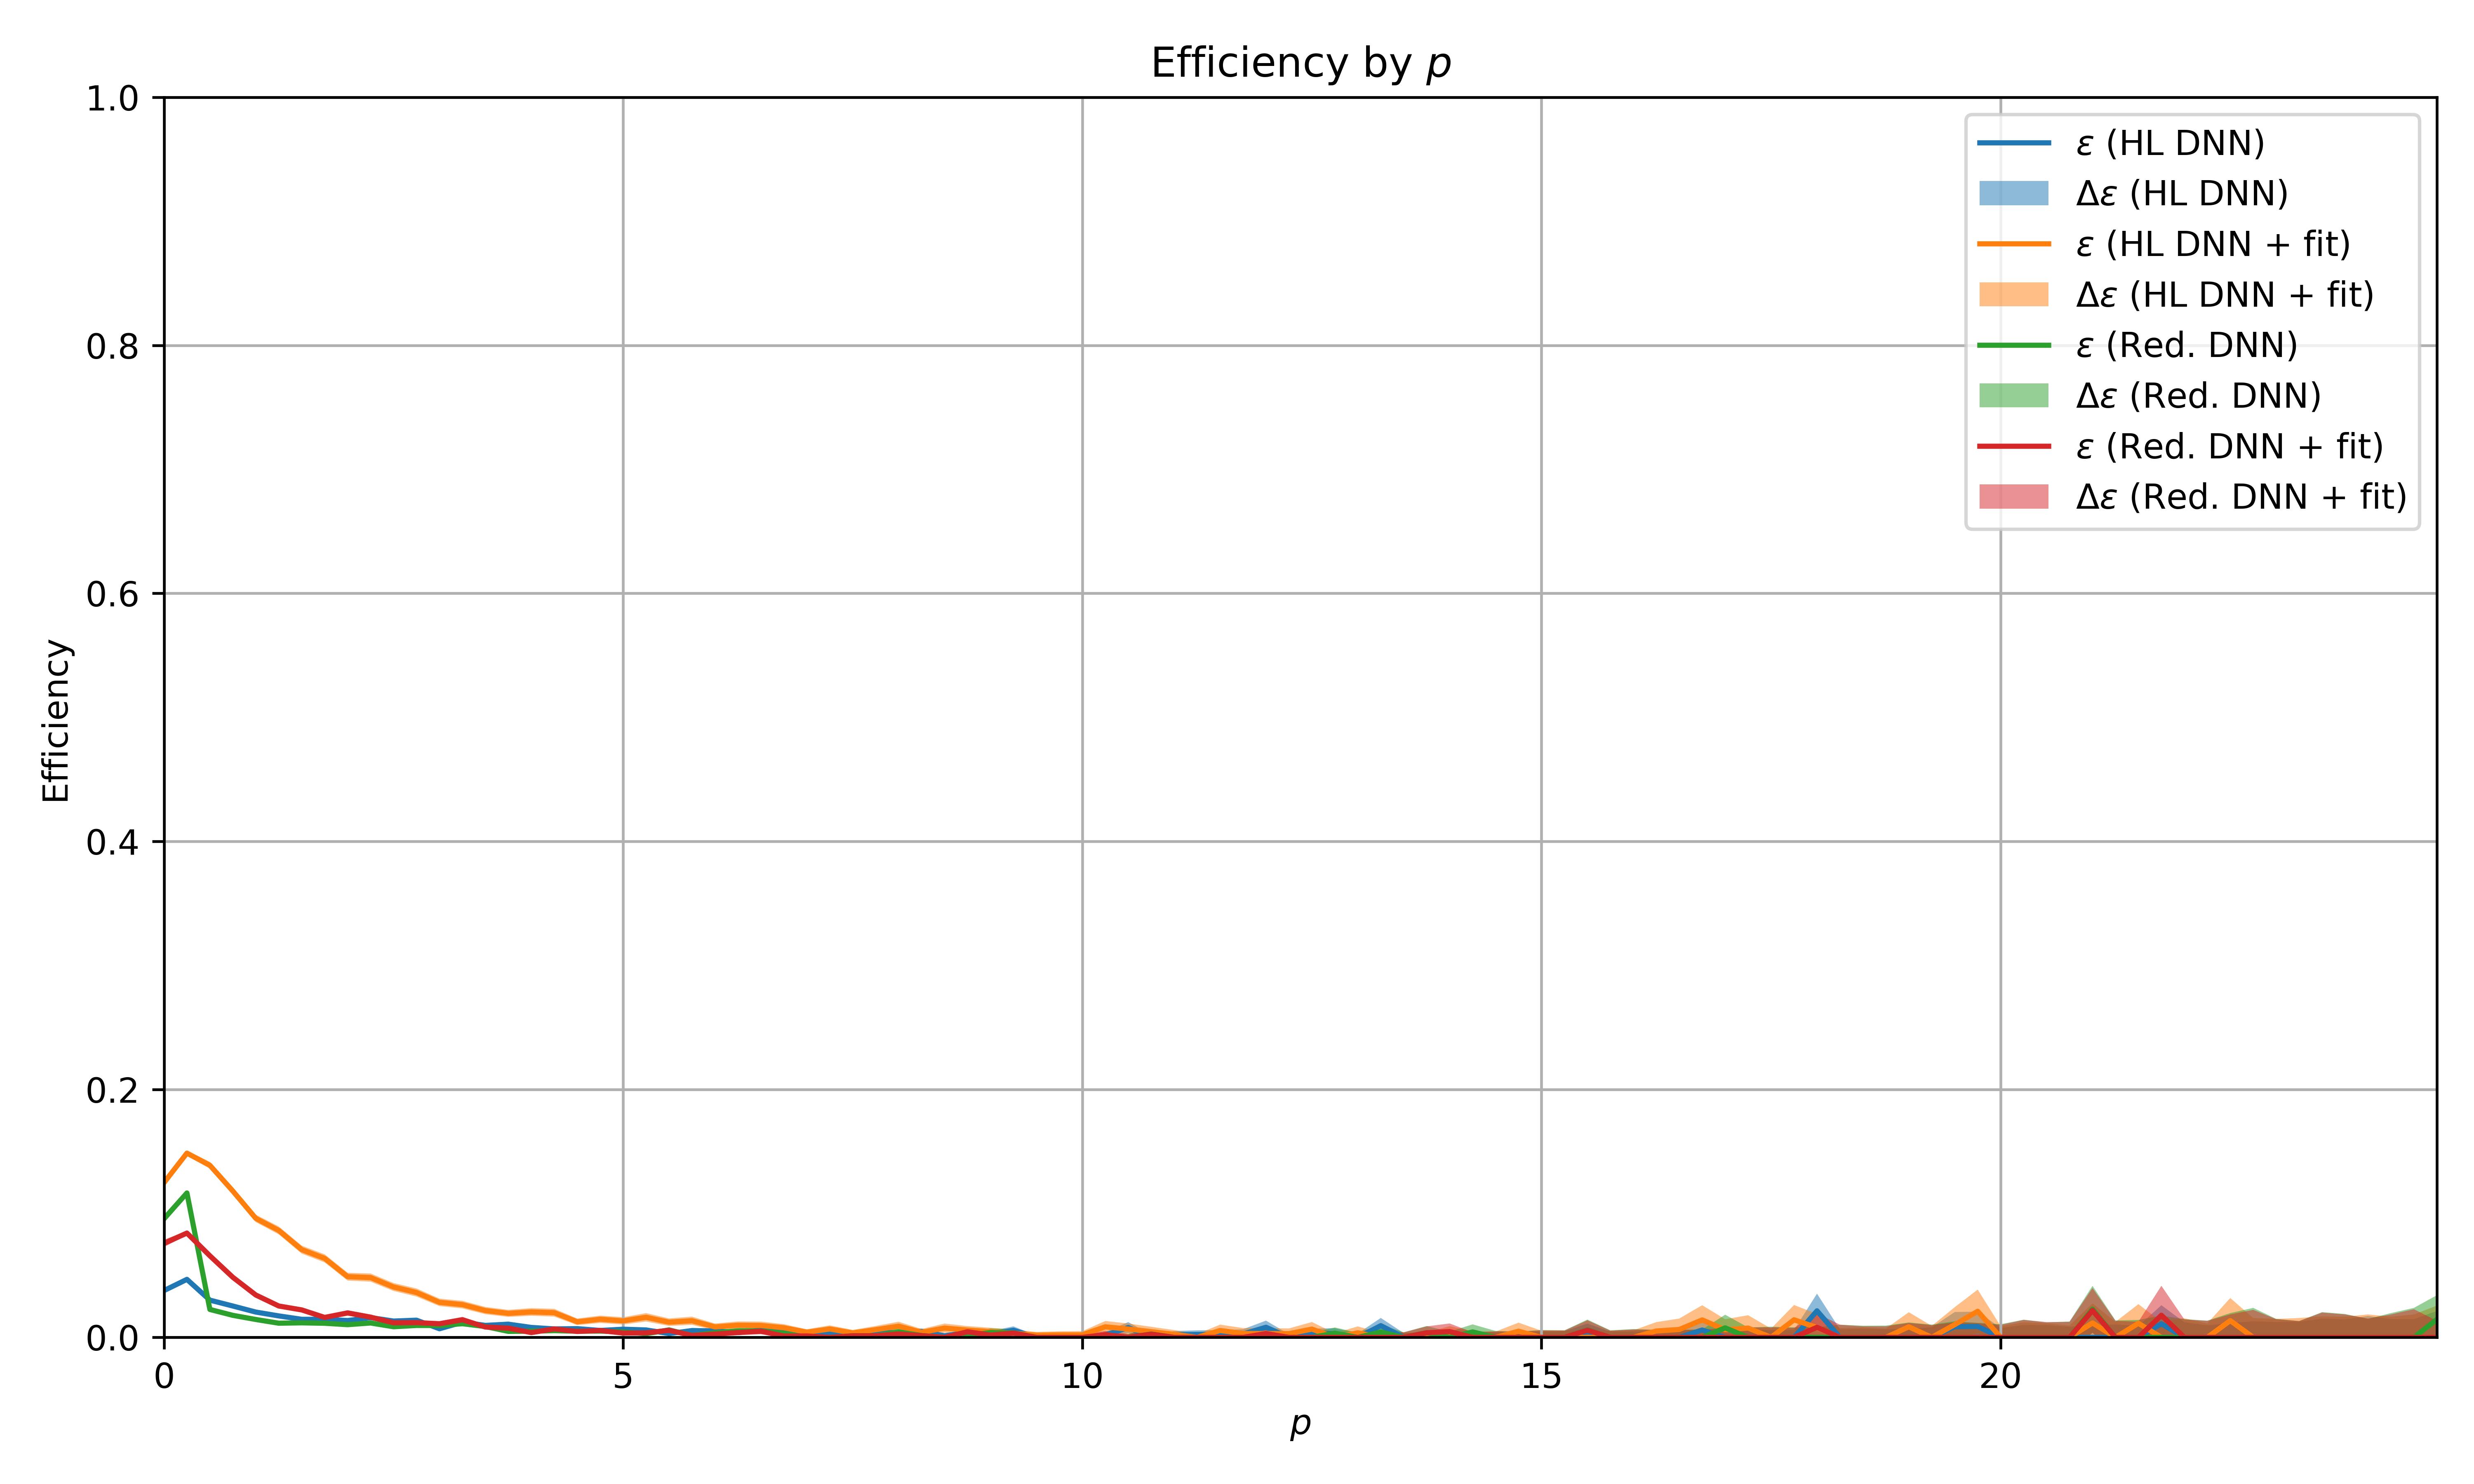 Efficiency by p
1.0
0.8
0.6
0.4
0.2
0.0
Efficiency
0
5
10
15
20
p
ε (HL DNN)
Δε (HL DNN)
ε (HL DNN + fit)
Δε (HL DNN + fit)
ε (Red. DNN)
Δε (Red. DNN)
ε (Red. DNN + fit)
Δε (Red. DNN + fit)